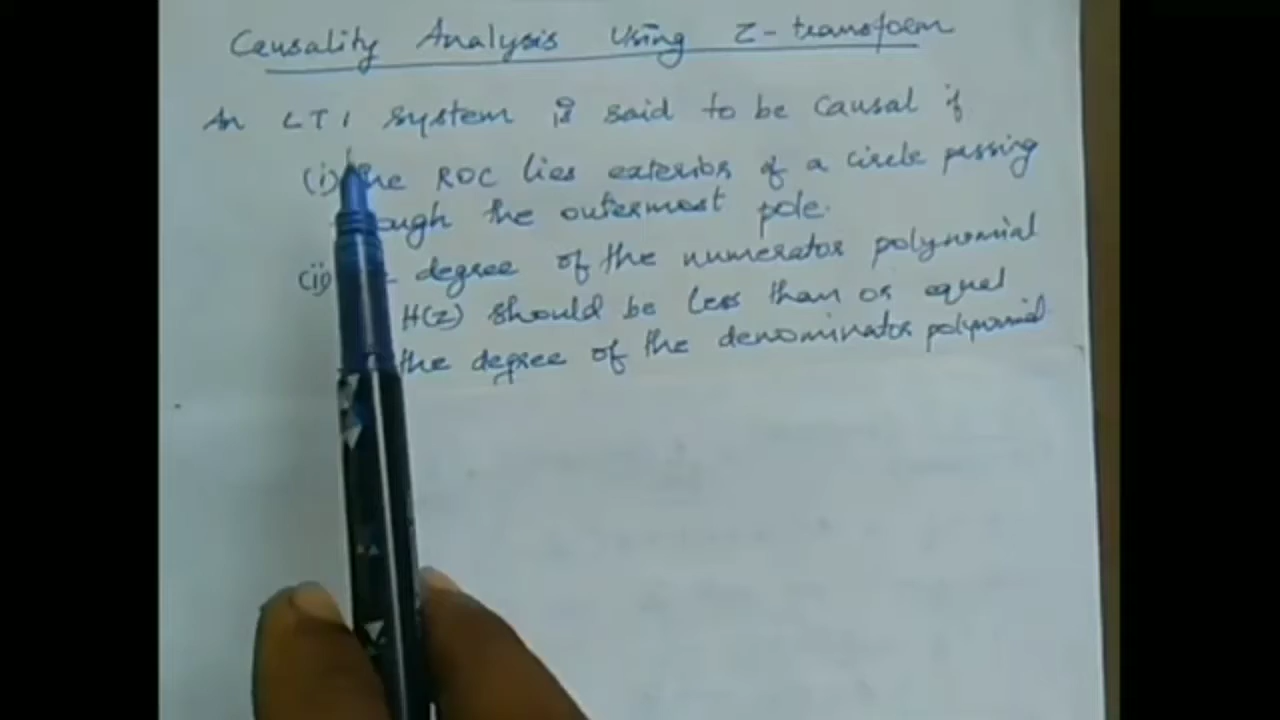 Causality Analysis Using Z-transform
An LTI system is said to be causal if
(i) The ROC lies exterior of a circle passing
ough the outermost pole.
(ii) degree of the numerator polynomial
H(z) should be less than or equal
the degree of the denominator polynomial